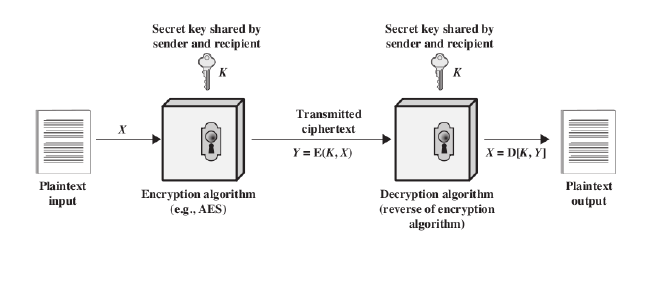 Secret key shared by
sender and recipient
K
Secret key shared by
sender and recipient
K
X
Transmitted
ciphertext
Y = E(K, X)
X = D[K, Y]
Plaintext
input
Encryption algorithm
(e.g., AES)
Decryption algorithm
(reverse of encryption
algorithm)
Plaintext
output